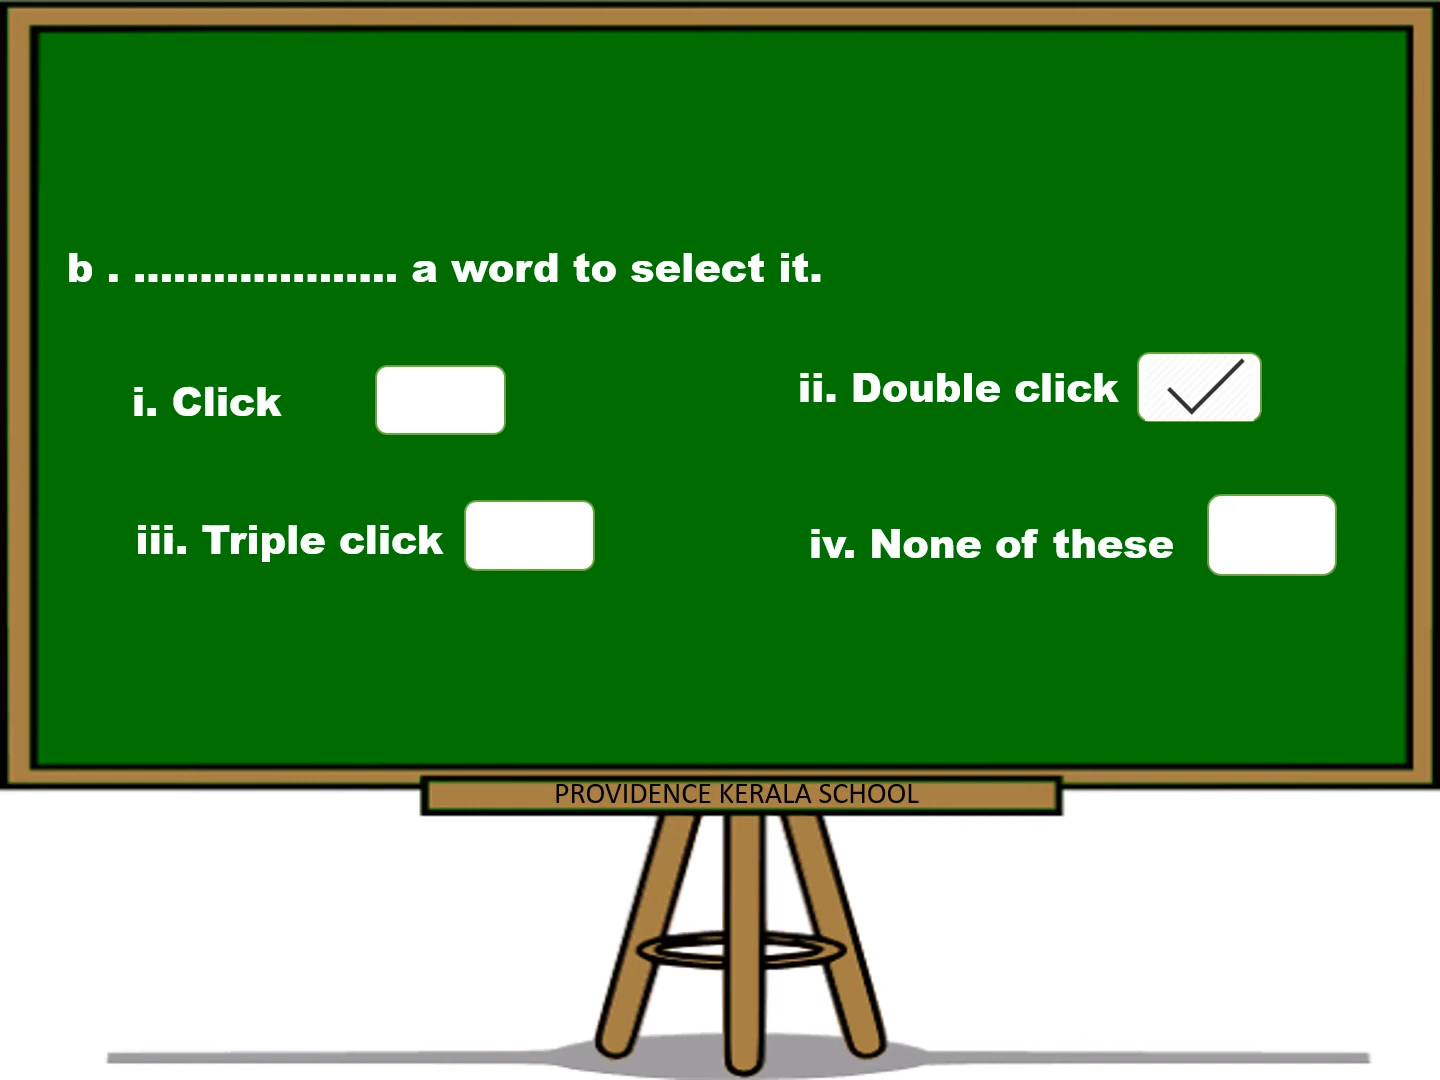 b . .................... a word to select it.
i. Click
ii. Double click
iii. Triple click
iv. None of these
PROVIDENCE KERALA SCHOOL